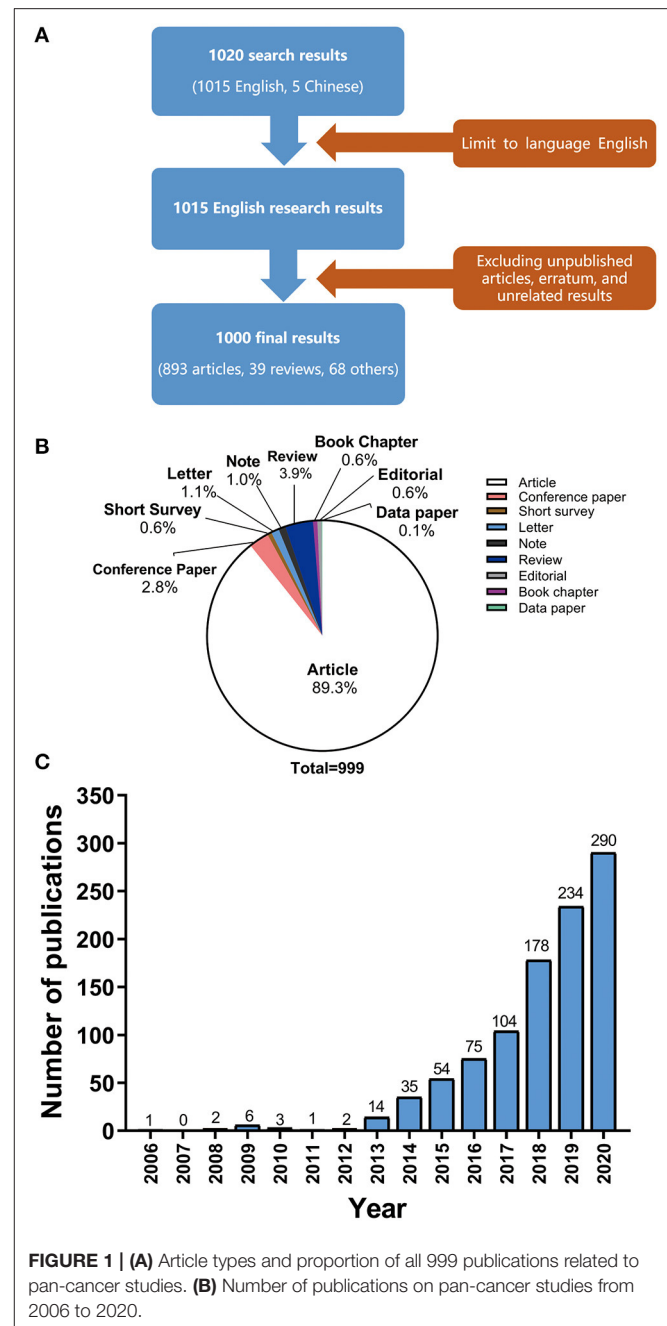 A
1020 search results
(1015 English, 5 Chinese)
Limit to language English
1015 English research results
Excluding unpublished
articles, erratum, and
unrelated results
1000 final results
(893 articles, 39 reviews, 68 others)
B
Book Chapter
0.6%
Review
3.9%
Note
1.0%
Editorial
0.6%
Letter
1.1%
Data paper
0.1%
Short Survey
0.6%
Conference Paper
2.8%
Article
89.3%
Total=999
Article
Conference paper
Short survey
Letter
Note
Review
Editorial
Book chapter
Data paper
C
Number of publications
350
300
250
200
150
100
50
0
1
0
2
6
3
1
2
14
35
54
75
104
178
234
290
2006
2007
2008
2009
2010
2011
2012
2013
2014
2015
2016
2017
2018
2019
2020
Year
FIGURE 1 | (A) Article types and proportion of all 999 publications related to
pan-cancer studies. (B) Number of publications on pan-cancer studies from
2006 to 2020.